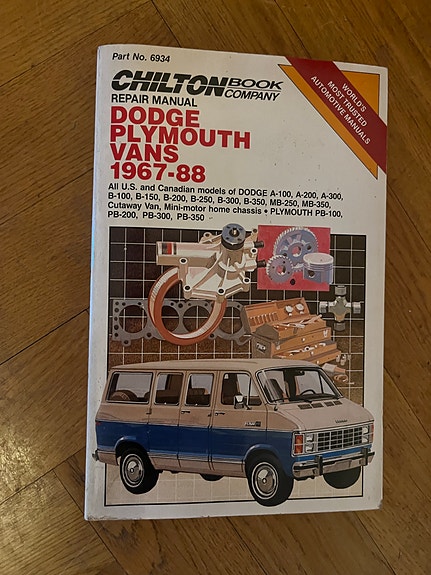 Part No. 6934
CHILTON BOOK COMPANY
REPAIR MANUAL
WORLD'S
MOST TRUSTED
AUTOMOTIVE MANUALS
DODGE
PLYMOUTH
VANS
1967-88
All U.S. and Canadian models of DODGE A-100, A-200, A-300,
B-100, B-150, B-200, B-250, B-300, B-350, MB-250, MB-350,
Cutaway Van, Mini-motor home chassis • PLYMOUTH PB-100,
PB-200, PB-300, PB-350